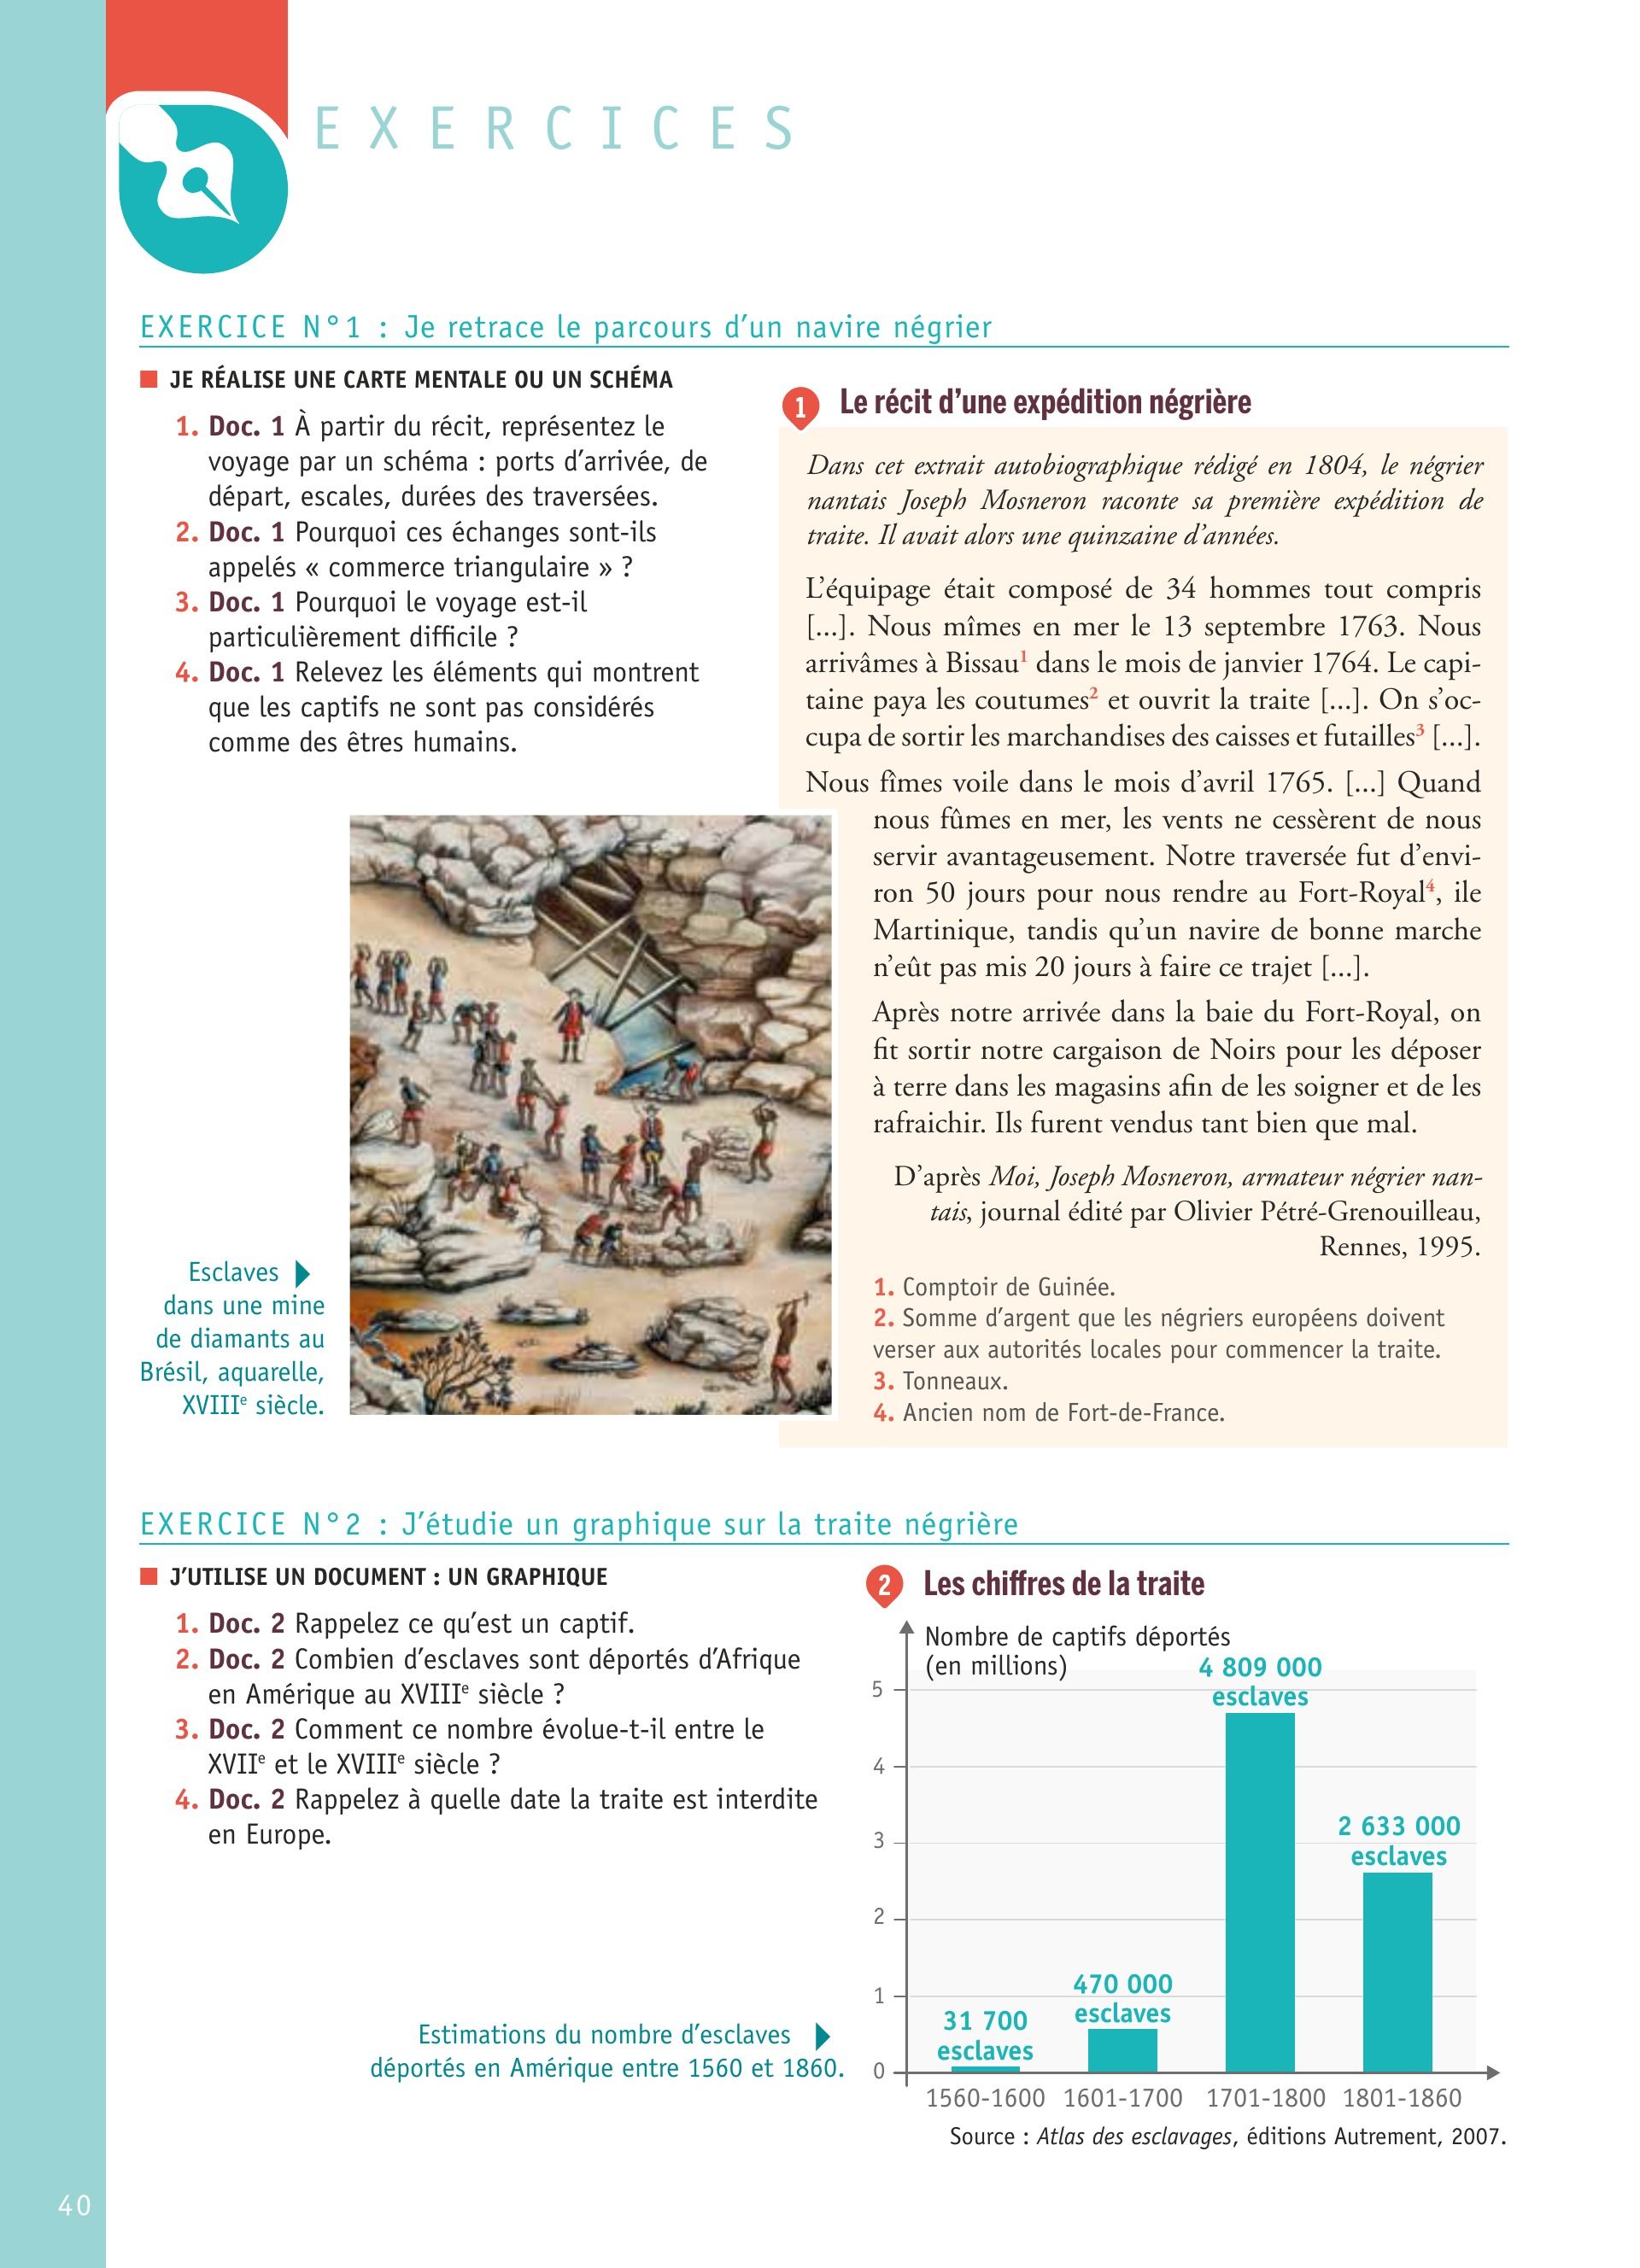 EXERCICES
EXERCICE N°1 : Je retrace le parcours d'un navire négrier
JE RÉALISE UNE CARTE MENTALE OU UN SCHÉMA
1. Doc. 1 À partir du récit, représentez le
voyage par un schéma : ports d'arrivée, de
départ, escales, durées des traversées.
2. Doc. 1 Pourquoi ces échanges sont-ils
appelés « commerce triangulaire » ?
3. Doc. 1 Pourquoi le voyage est-il
particulièrement difficile ?
4. Doc. 1 Relevez les éléments qui montrent
que les captifs ne sont pas considérés
comme des êtres humains.
1 Le récit d'une expédition négrière
Dans cet extrait autobiographique rédigé en 1804, le négrier
nantais Joseph Mosneron raconte sa première expédition de
traite. Il avait alors une quinzaine d'années.
L'équipage était composé de 34 hommes tout compris
[...]. Nous mîmes en mer le 13 septembre 1763. Nous
arrivâmes à Bissau1 dans le mois de janvier 1764. Le capi-
taine paya les coutumes2 et ouvrit la traite [...]. On s'oc-
cupa de sortir les marchandises des caisses et futailles3 [...].
Nous fîmes voile dans le mois d'avril 1765. [...] Quand
nous fûmes en mer, les vents ne cessèrent de nous
servir avantageusement. Notre traversée fut d'envi-
ron 50 jours pour nous rendre au Fort-Royal4, ile
Martinique, tandis qu'un navire de bonne marche
n'eût pas mis 20 jours à faire ce trajet [...].
Après notre arrivée dans la baie du Fort-Royal, on
fit sortir notre cargaison de Noirs pour les déposer
à terre dans les magasins afin de les soigner et de les
rafraichir. Ils furent vendus tant bien que mal.
D'après Moi, Joseph Mosneron, armateur négrier nan-
tais, journal édité par Olivier Pétré-Grenouilleau,
Rennes, 1995.
1. Comptoir de Guinée.
2. Somme d'argent que les négriers européens doivent
verser aux autorités locales pour commencer la traite.
3. Tonneaux.
4. Ancien nom de Fort-de-France.
Esclaves
dans une mine
de diamants au
Brésil, aquarelle,
XVIIIe siècle.
EXERCICE N°2 : J'étudie un graphique sur la traite négrière
J'UTILISE UN DOCUMENT : UN GRAPHIQUE
1. Doc. 2 Rappelez ce qu'est un captif.
2. Doc. 2 Combien d'esclaves sont déportés d'Afrique
en Amérique au XVIIIe siècle ?
3. Doc. 2 Comment ce nombre évolue-t-il entre le
XVIIe et le XVIIIe siècle ?
4. Doc. 2 Rappelez à quelle date la traite est interdite
en Europe.
Estimations du nombre d'esclaves
déportés en Amérique entre 1560 et 1860.
2 Les chiffres de la traite
Nombre de captifs déportés
(en millions)
5
4
3
2
1
0
31 700
esclaves
470 000
esclaves
4 809 000
esclaves
2 633 000
esclaves
1560-1600 1601-1700 1701-1800 1801-1860
Source : Atlas des esclavages, éditions Autrement, 2007.
40